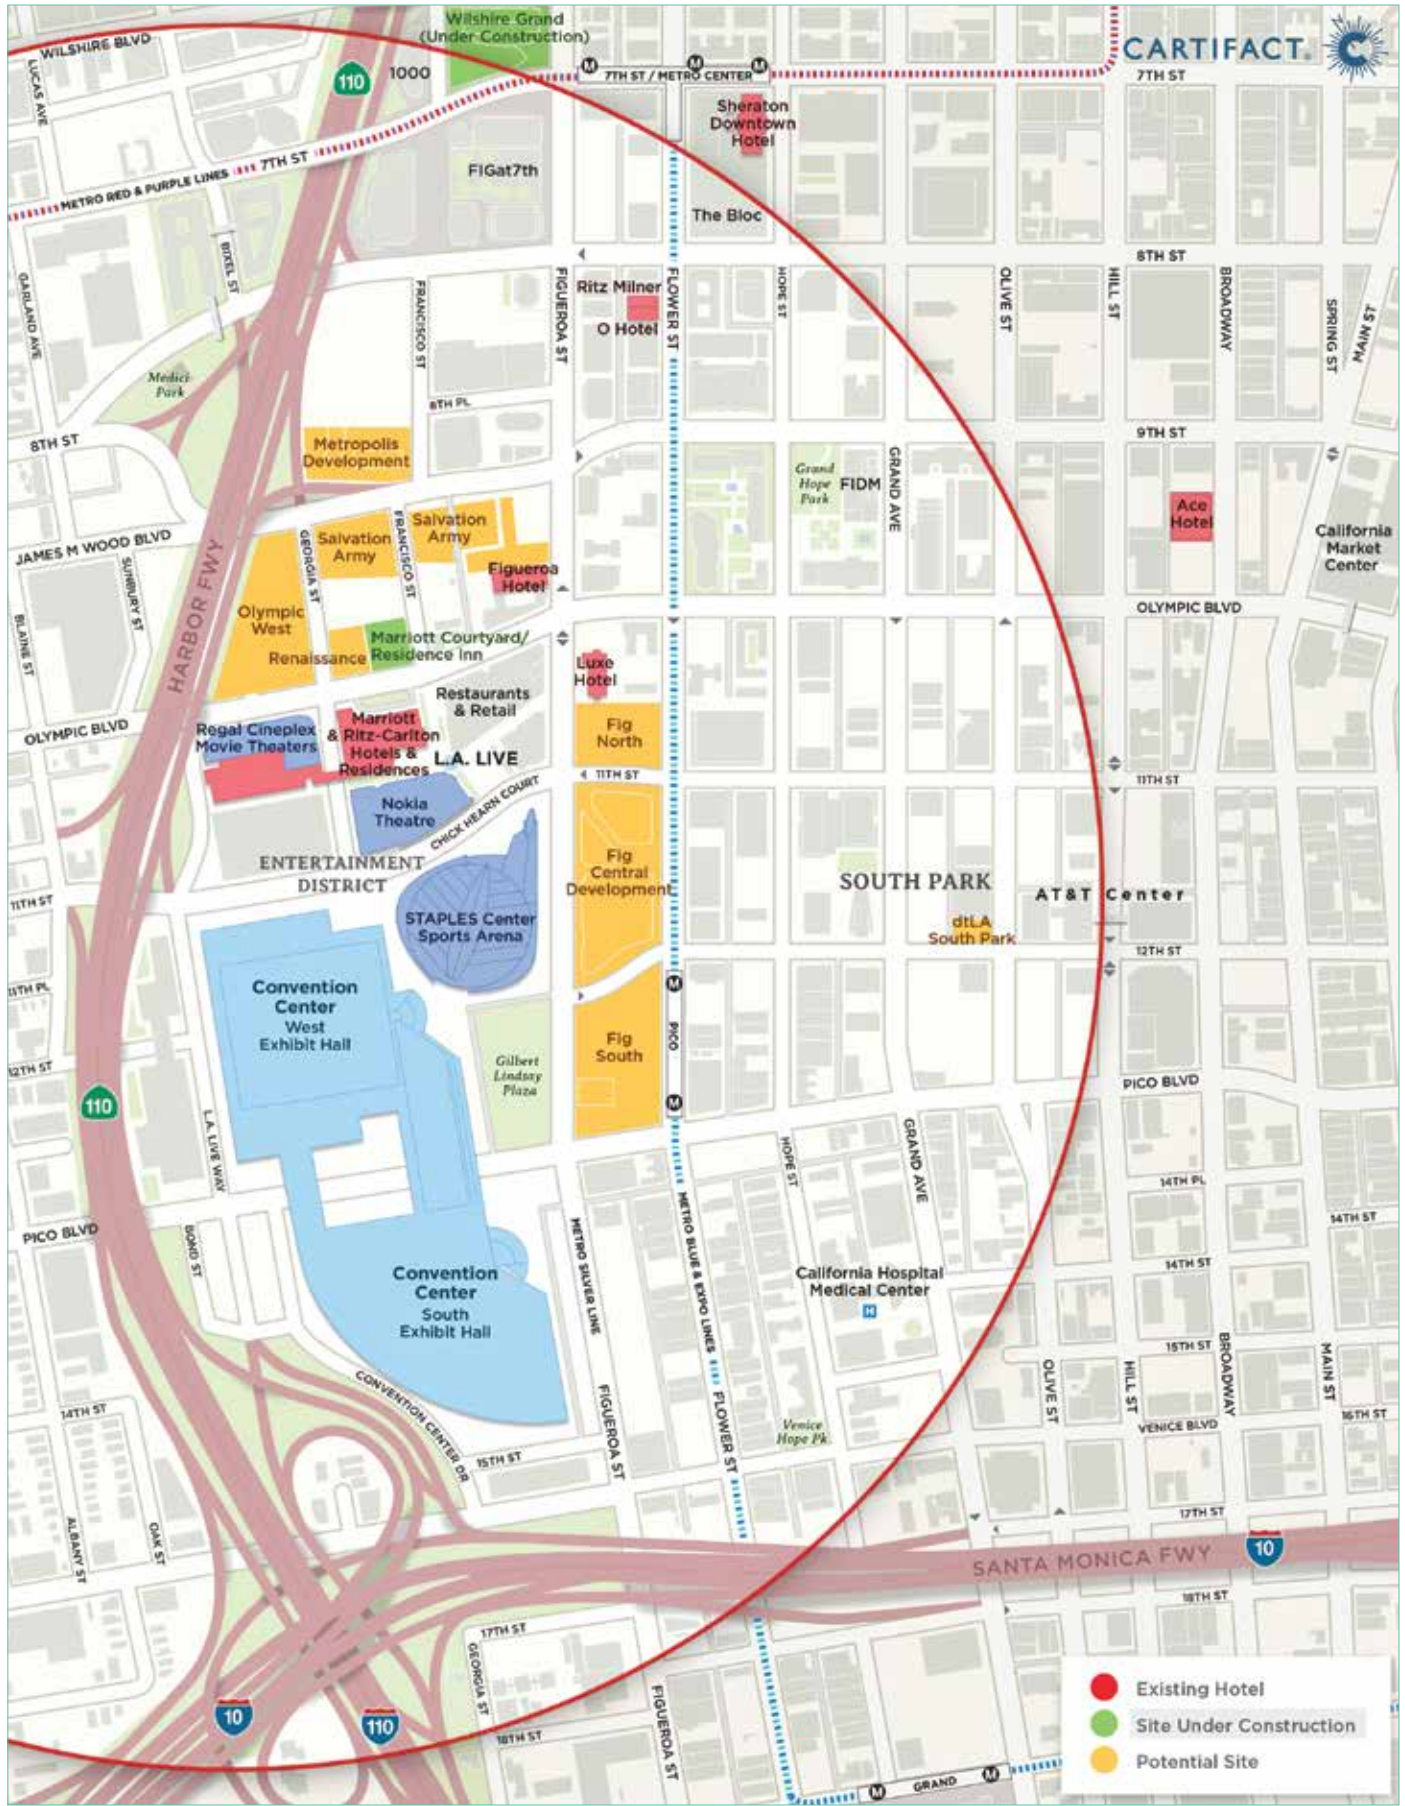 Wilshire Grand
(Under Construction)
WILSHIRE BLVD
CARTIFACT.
C
LUCAS AVE
110
1000
M
M
M
7TH ST / METRO CENTER
7TH ST
Sheraton
Downtown
Hotel
7TH ST
METRO RED & PURPLE LINES
FIGat7th
The Bloc
BIXEL ST
8TH ST
GARLAND AVE
FRANCISCO ST
FIGUEROA ST
Ritz Milner
O Hotel
FLOWER ST
HOPE ST
OLIVE ST
HILL ST
BROADWAY
SPRING ST
MAIN ST
Medici
Park
8TH PL
8TH ST
9TH ST
Metropolis
Development
Grand
Hope
Park
FIDM
GRAND AVE
Ace
Hotel
California
Market
Center
JAMES M WOOD BLVD
SUNBURY ST
HARBOR FWY
GEORGIA ST
Salvation
Army
FRANCISCO ST
Salvation
Army
Figueroa
Hotel
BLAINE ST
Olympic
West
OLYMPIC BLVD
Renaissance
Marriott Courtyard/
Residence Inn
Luxe
Hotel
Restaurants
& Retail
OLYMPIC BLVD
Regal Cineplex
Movie Theaters
Marriott
& Ritz-Carlton
Hotels &
Residences
L.A. LIVE
Fig
North
11TH ST
11TH ST
Nokia
Theatre
CHICK HEARN COURT
ENTERTAINMENT
DISTRICT
Fig
Central
Development
SOUTH PARK
AT&T Center
11TH ST
STAPLES Center
Sports Arena
dtLA
South Park
12TH ST
11TH PL
Convention
Center
West
Exhibit Hall
M
PICO
M
Fig
South
Gilbert
Lindsay
Plaza
12TH ST
PICO BLVD
110
L.A. LIVE WAY
HOPE ST
GRAND AVE
14TH PL
14TH ST
PICO BLVD
BOND ST
METRO SILVER LINE
METRO BLUE & EXPO LINES
14TH ST
California Hospital
Medical Center
H
Convention
Center
South
Exhibit Hall
15TH ST
CONVENTION CENTER DR
FIGUEROA ST
FLOWER ST
OLIVE ST
HILL ST
BROADWAY
MAIN ST
14TH ST
16TH ST
VENICE BLVD
Venice
Hope Pk
15TH ST
17TH ST
ALBANY ST
OAK ST
SANTA MONICA FWY
10
18TH ST
17TH ST
GEORGIA ST
FIGUEROA ST
10
110
18TH ST
M
GRAND
M
Existing Hotel
Site Under Construction
Potential Site